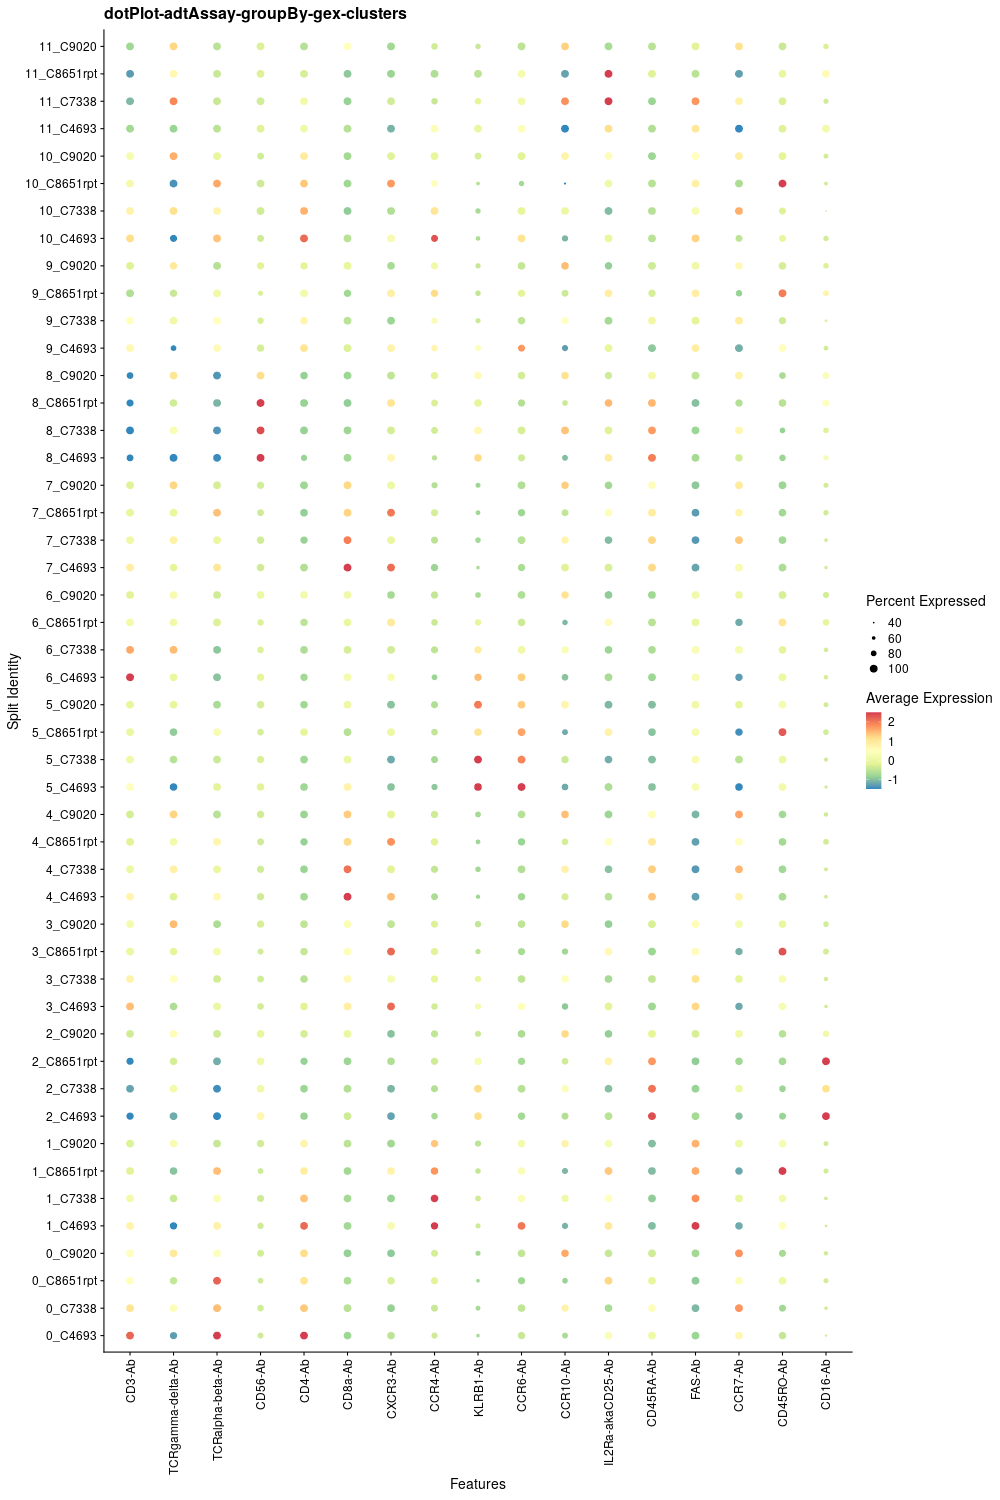 dotPlot-adtAssay-groupBy-gex-clusters
11_C9020
11_C8651rpt
11_C7338
11_C4693
10_C9020
10_C8651rpt
10_C7338
10_C4693
9_C9020
9_C8651rpt
9_C7338
9_C4693
8_C9020
8_C8651rpt
8_C7338
8_C4693
7_C9020
7_C8651rpt
7_C7338
7_C4693
6_C9020
6_C8651rpt
6_C7338
6_C4693
5_C9020
5_C8651rpt
5_C7338
5_C4693
4_C9020
4_C8651rpt
4_C7338
4_C4693
3_C9020
3_C8651rpt
3_C7338
3_C4693
2_C9020
2_C8651rpt
2_C7338
2_C4693
1_C9020
1_C8651rpt
1_C7338
1_C4693
0_C9020
0_C8651rpt
0_C7338
0_C4693
Split Identity
CD3-Ab
TCRgamma-delta-Ab
TCRalpha-beta-Ab
CD56-Ab
CD4-Ab
CD8a-Ab
CXCR3-Ab
CCR4-Ab
KLRB1-Ab
CCR6-Ab
CCR10-Ab
IL2Ra-akaCD25-Ab
CD45RA-Ab
FAS-Ab
CCR7-Ab
CD45RO-Ab
CD16-Ab
Features
Percent Expressed
40
60
80
100
Average Expression
2
1
0
-1